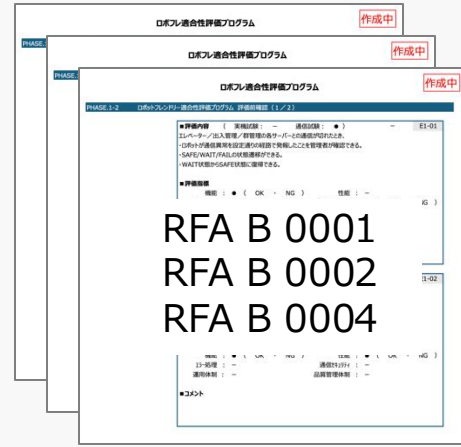 ロボフレ適合性評価プログラム
作成中
PHASE.
ロボフレ適合性評価プログラム
作成中
PHASE.
ロボフレ適合性評価プログラム
作成中
PHASE.1-2 ロボットフレンドリー適合性評価プログラム 評価前確認（1／2）
■評価内容 （ 実機試験： － 通信試験： ● ） － E1-01
エレベーター／出入管理／群管理の各サーバーとの通信が切れたとき、
・ロボットが通信異常を設定通りの経路で発報したことを管理者が確認できる。
・SAFE/WAIT/FAILの状態遷移ができる。
・WAIT状態からSAFE状態に復帰できる。
■評価指標
機能 ： ● （ OK ・ NG ） 性能 ： －
NG ）
RFA B 0001
RFA B 0002
RFA B 0004
E1-02
機能 ： ● （ OK ・ NG ） 性能 ： ● （ OK ・ NG ）
エラー処理 ： － 通信セキュリティ ： －
運用体制 ： － 品質管理体制 ： －
■コメント